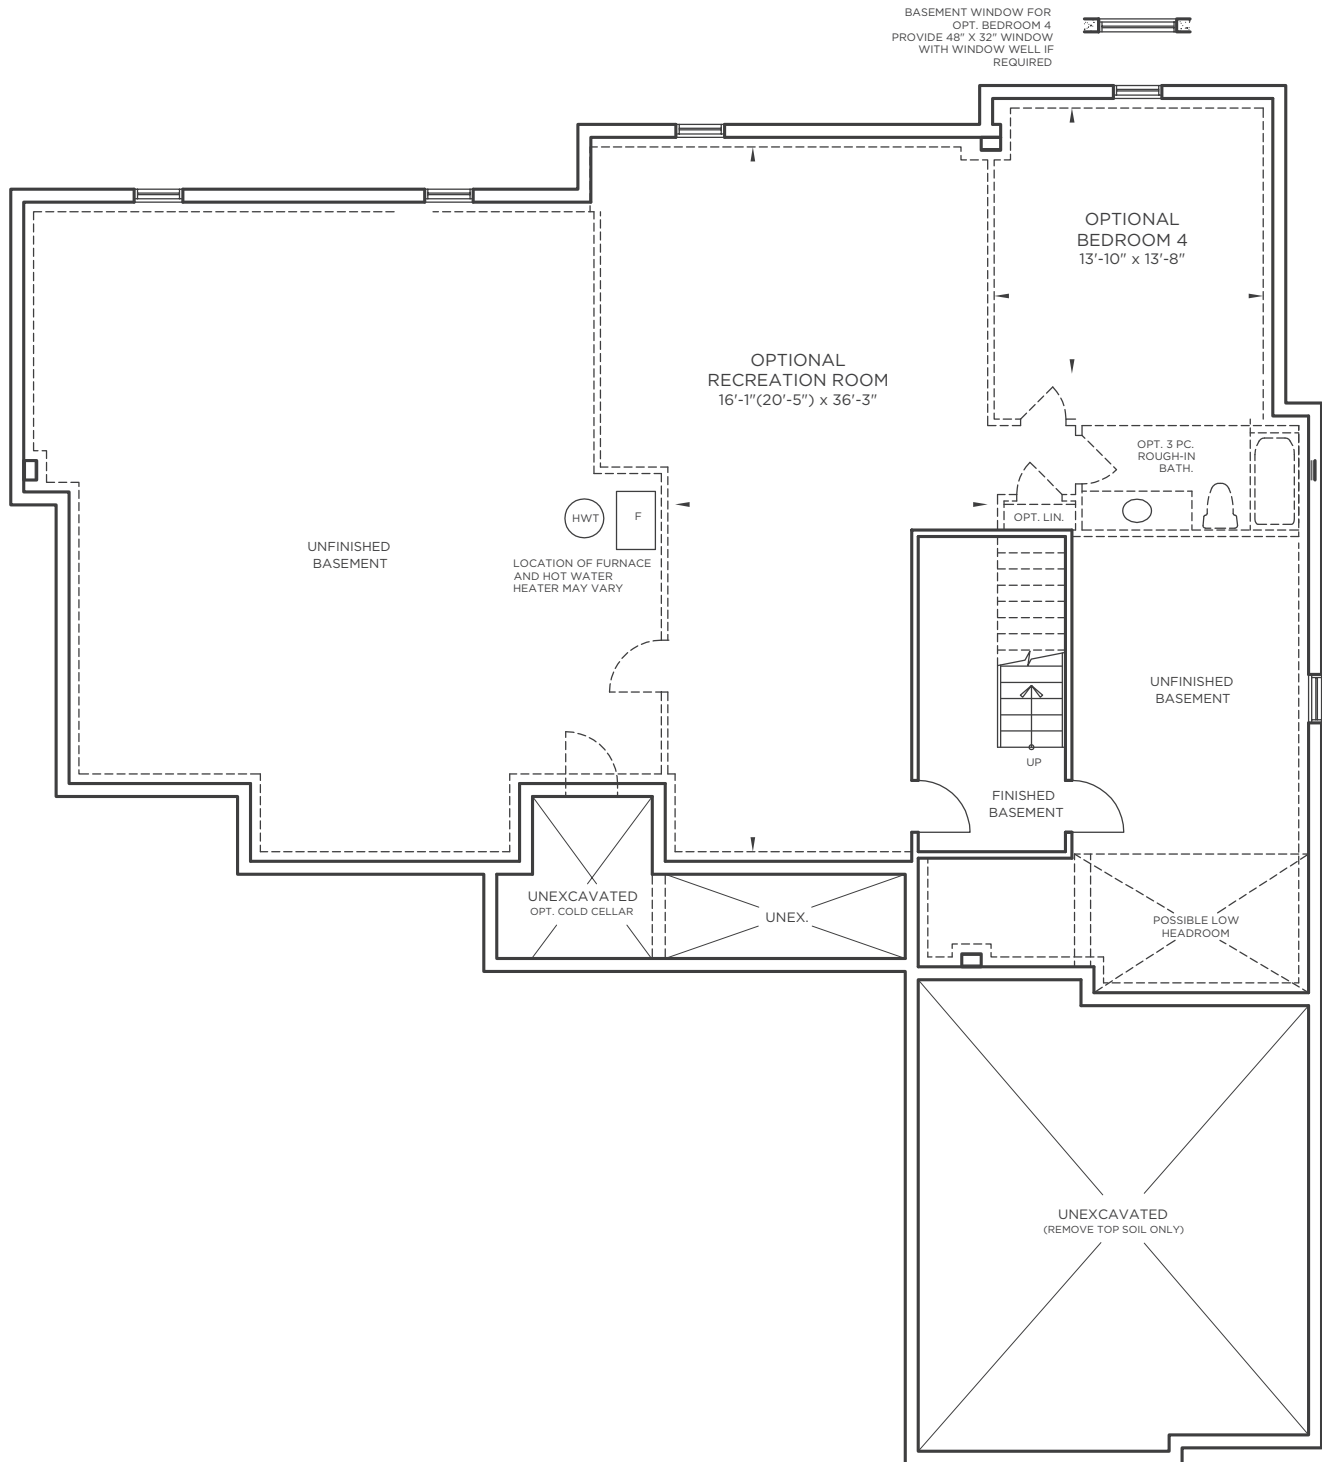 BASEMENT WINDOW FOR
OPT. BEDROOM 4
PROVIDE 48" X 32" WINDOW
WITH WINDOW WELL IF
REQUIRED
OPTIONAL
BEDROOM 4
13'-10" x 13'-8"
OPTIONAL
RECREATION ROOM
16'-1"(20'-5") x 36'-3"
OPT. 3 PC.
ROUGH-IN
BATH.
OPT. LIN.
HWT
F
LOCATION OF FURNACE
AND HOT WATER
HEATER MAY VARY
UNFINISHED
BASEMENT
UNFINISHED
BASEMENT
UP
FINISHED
BASEMENT
UNEXCAVATED
OPT. COLD CELLAR
UNEX.
POSSIBLE LOW
HEADROOM
UNEXCAVATED
(REMOVE TOP SOIL ONLY)